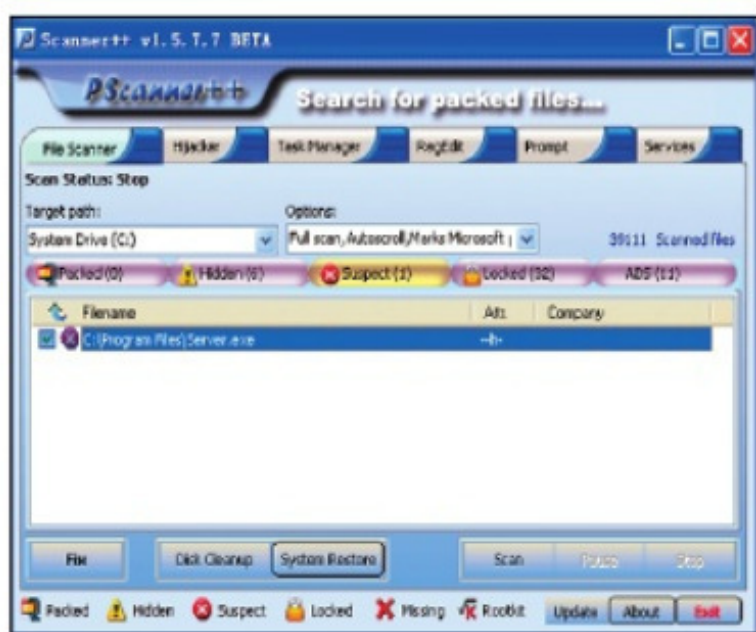 Scanner++ v1.5.7.7 BETA
PScanner++
Search for packed files...
File Scanner Hijacker Task Manager RegEdit Prompt Services
Scan Status: Stop
Target path: Options:
System Drive (C:) Full scan,Autoscroll,Marks Microsoft 39111 Scanned files
Packed (0) Hidden (6) Suspect (1) Locked (32) ADS (11)
Filename Att. Company
C:\Program Files\Server.exe --h-
File Disk Cleanup System Restore Scan Pause Stop
Packed Hidden Suspect Locked Missing Rootkit Update About Exit